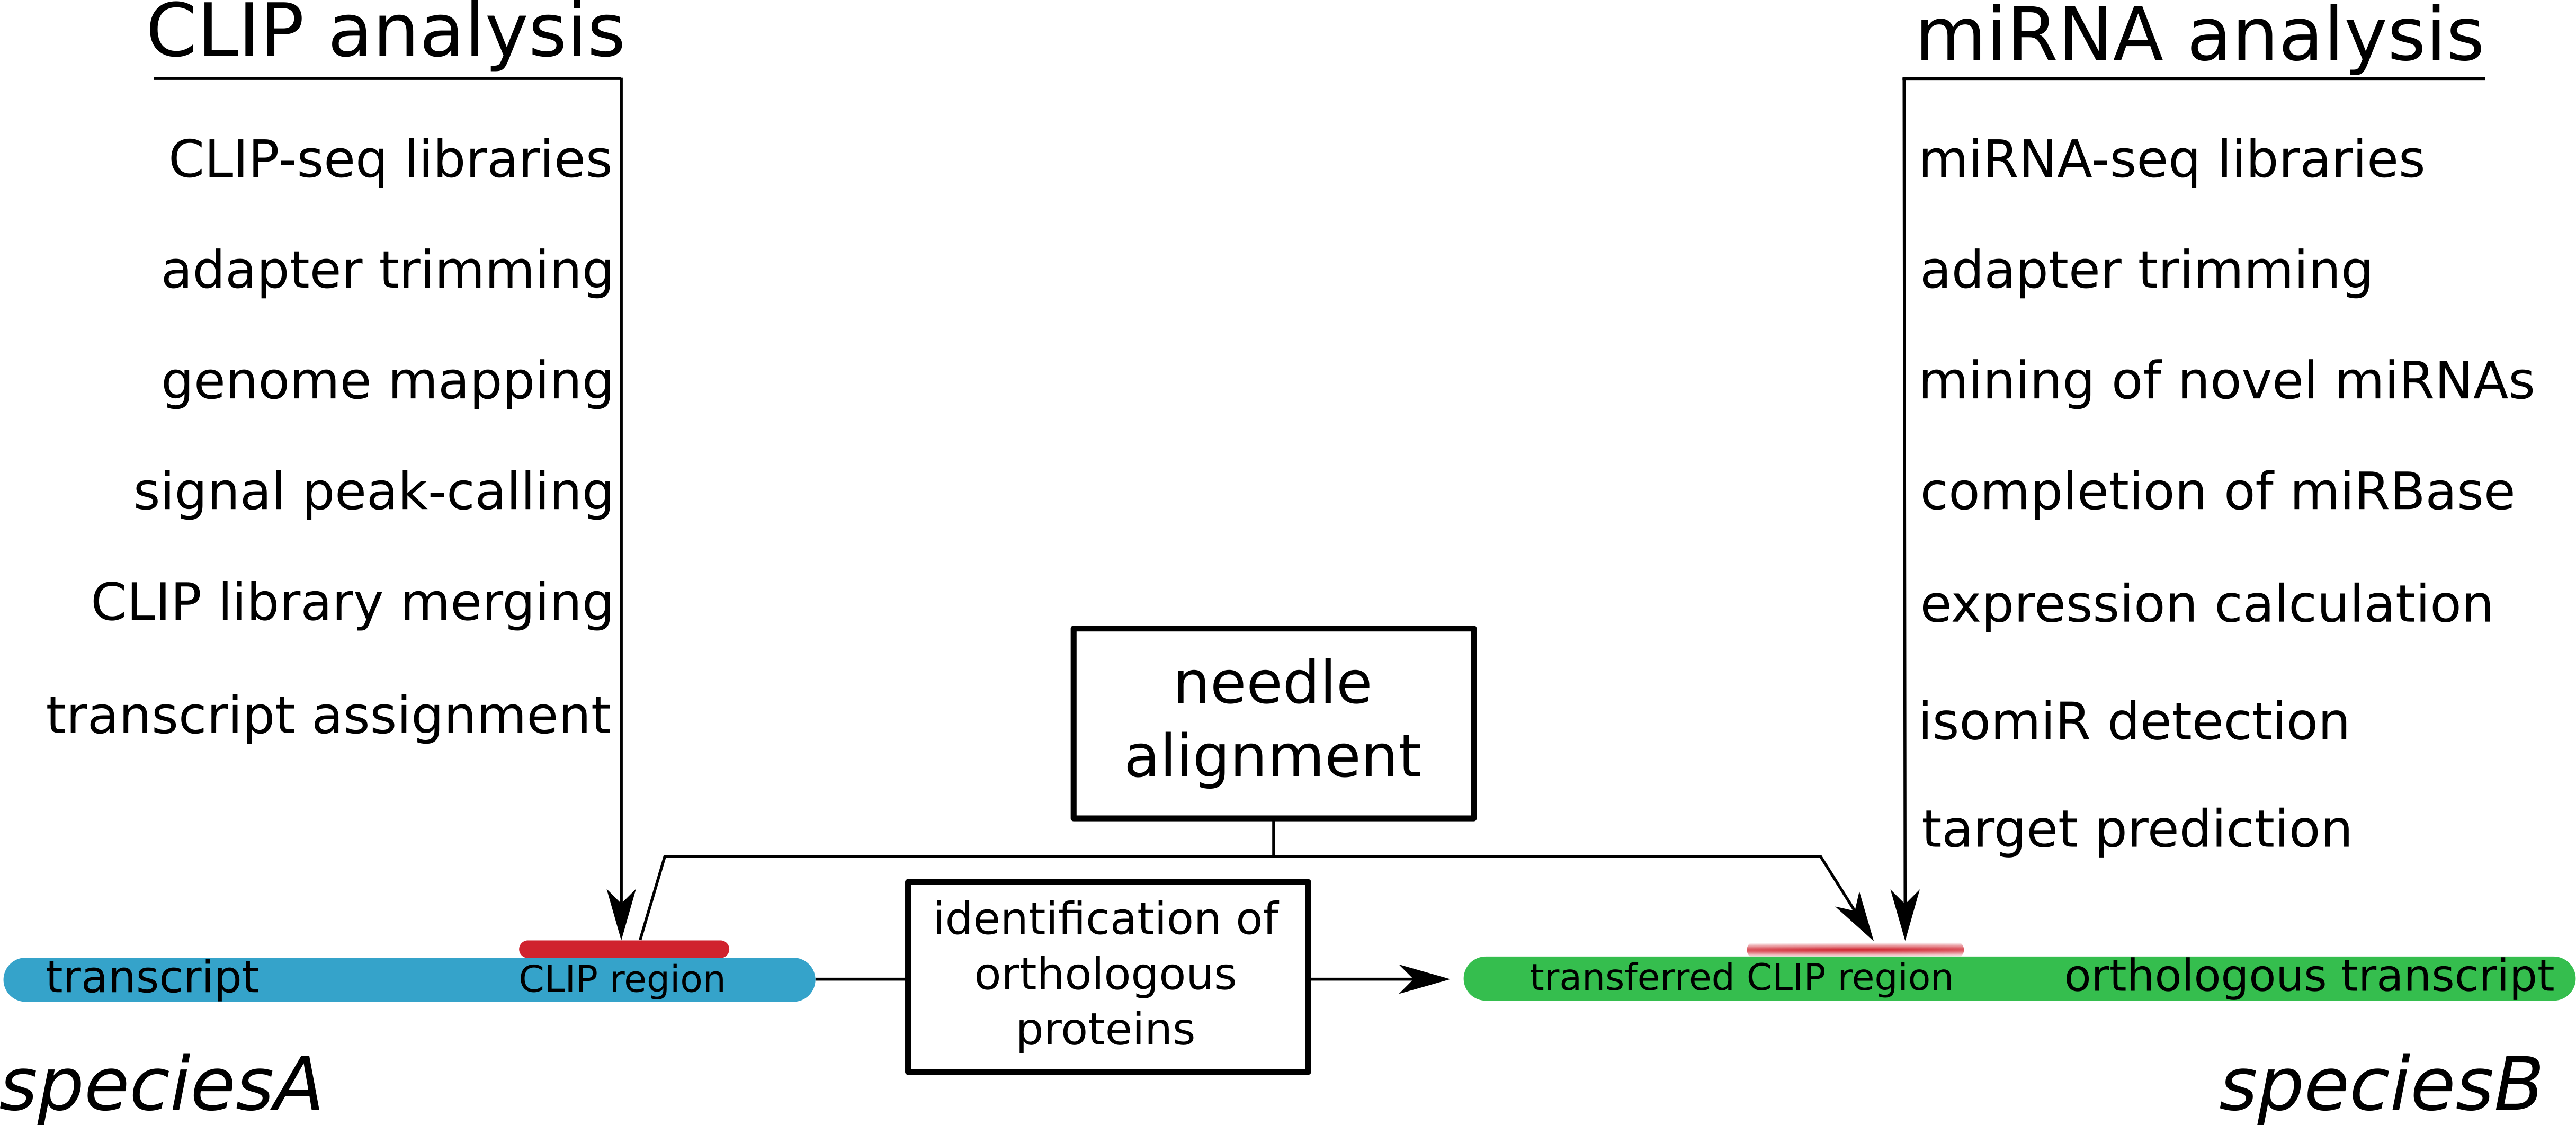 CLIP analysis
CLIP-seq libraries
adapter trimming
genome mapping
signal peak-calling
CLIP library merging
transcript assignment
miRNA analysis
miRNA-seq libraries
adapter trimming
mining of novel miRNAs
completion of miRBase
expression calculation
isomiR detection
target prediction
needle
alignment
identification of
orthologous
proteins
transcript
CLIP region
transferred CLIP region
orthologous transcript
speciesA
speciesB